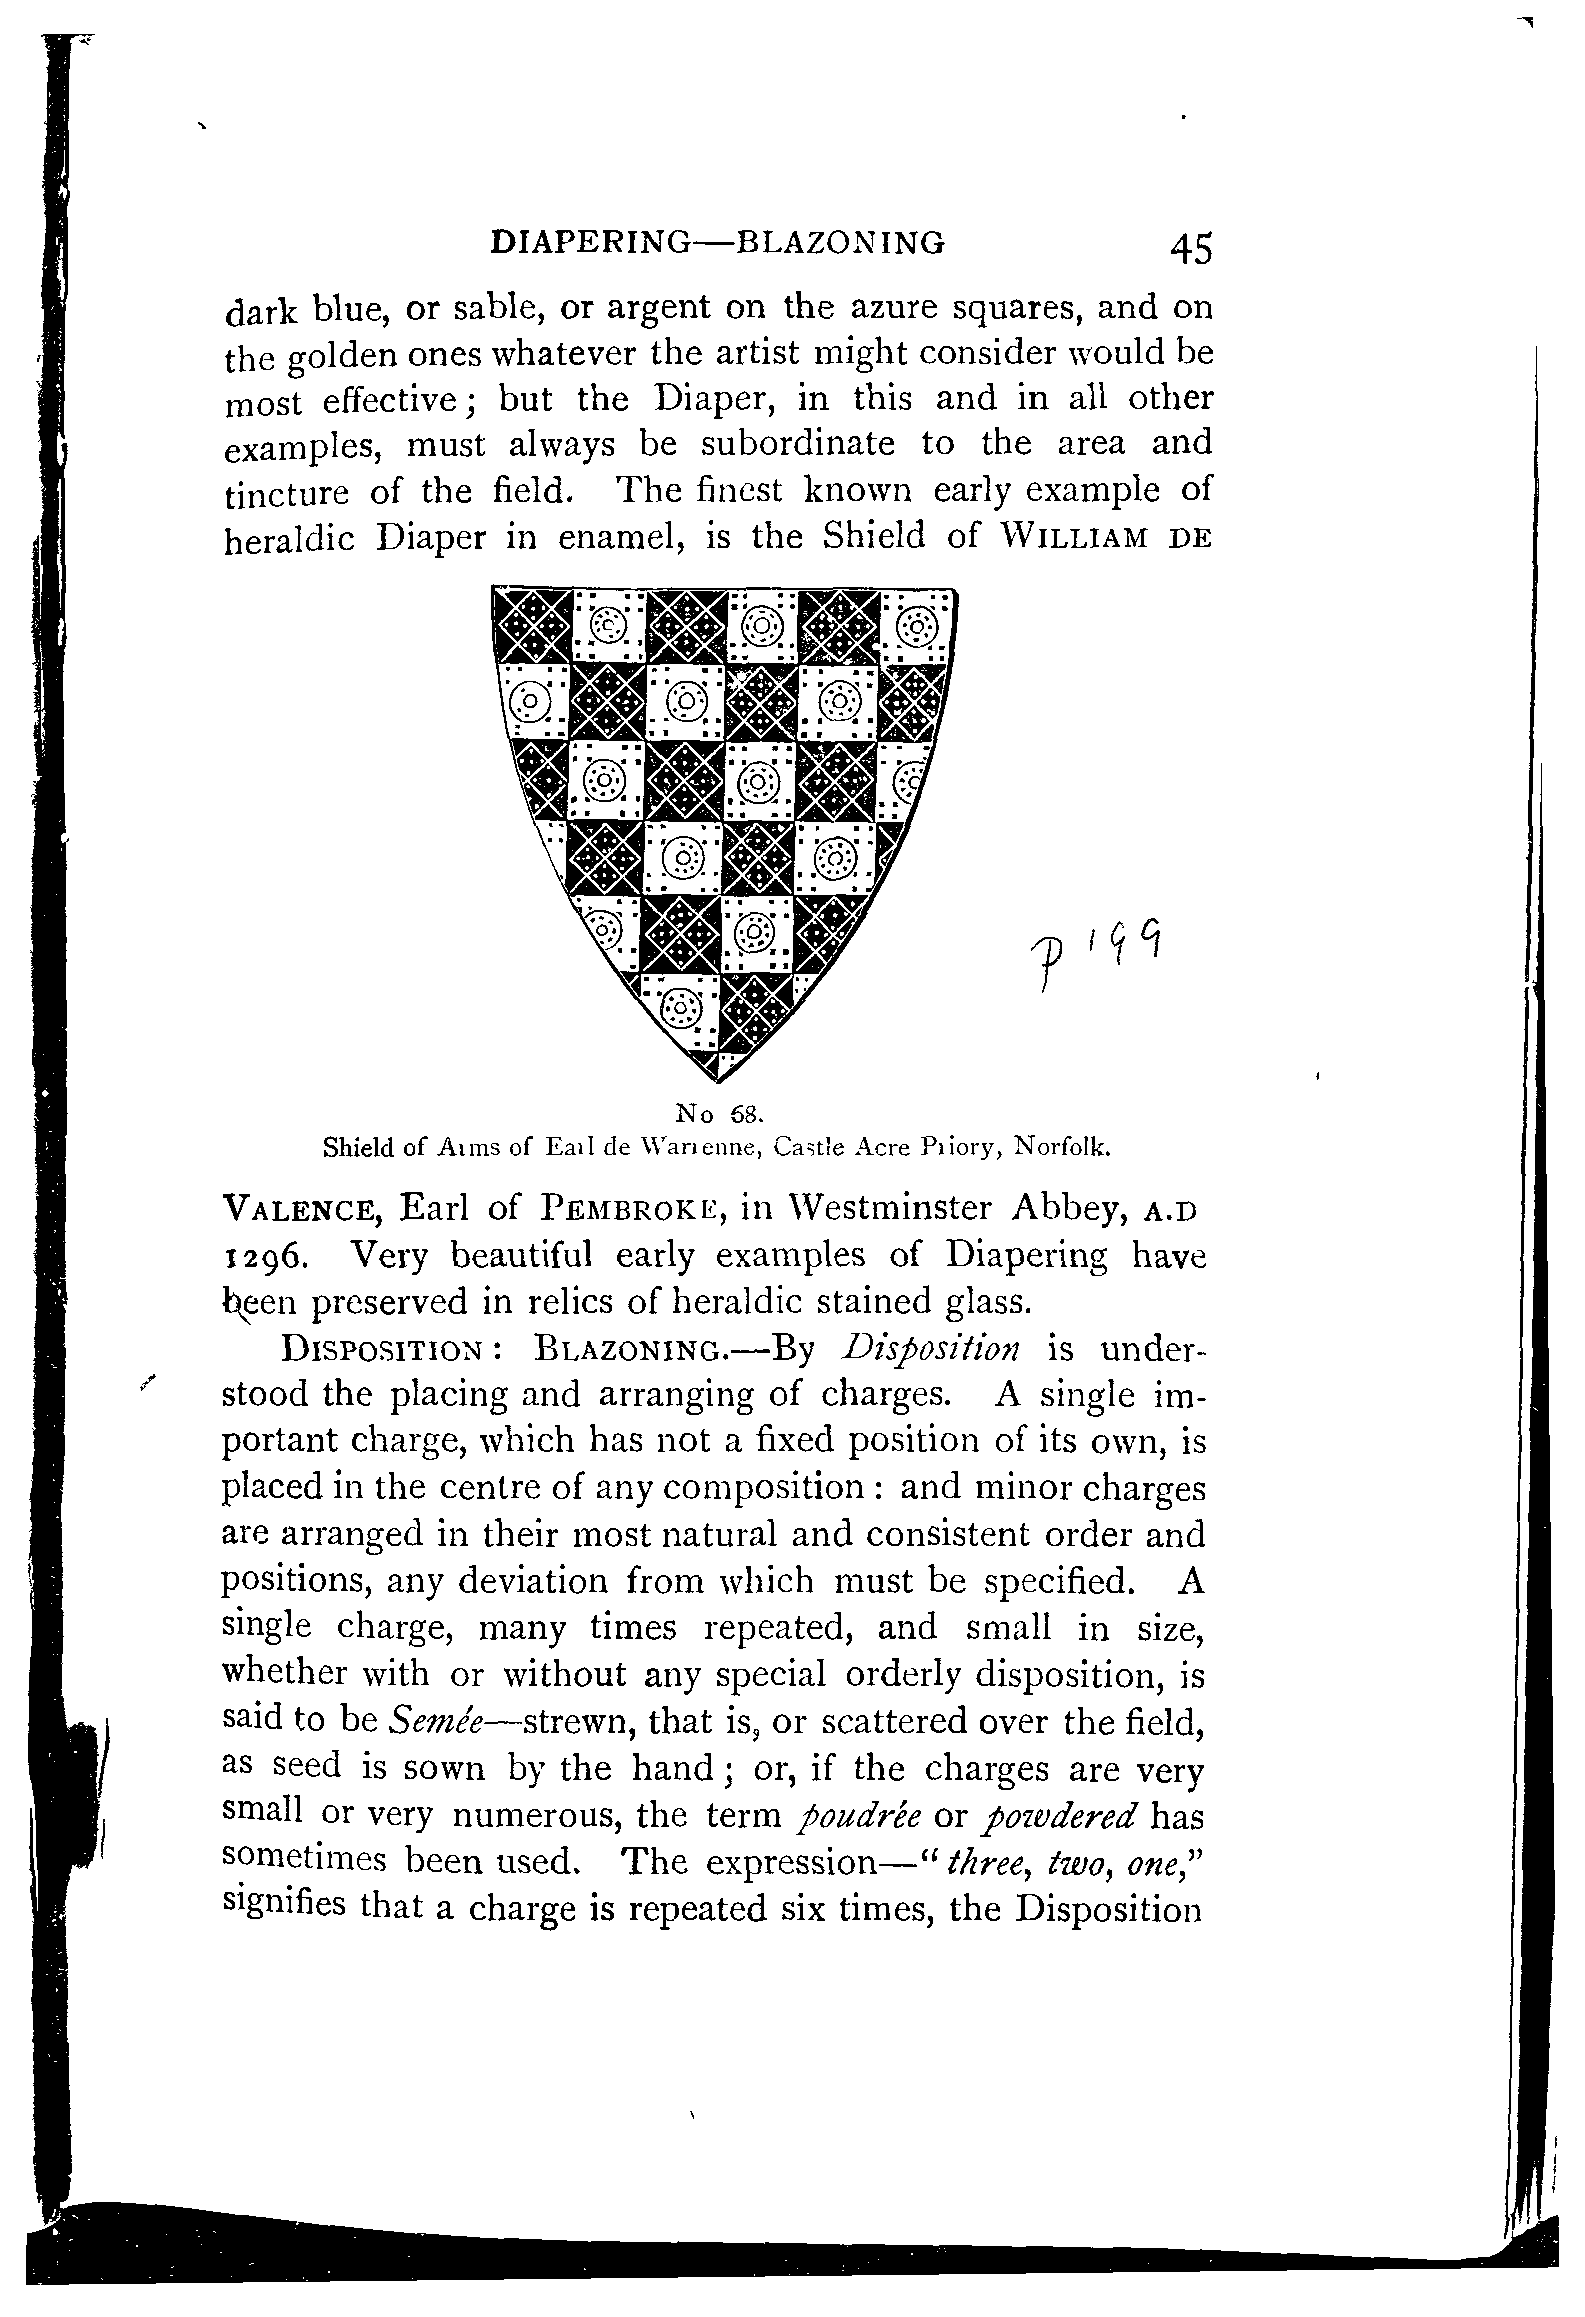 DIAPERING—BLAZONING 45
dark blue, or sable, or argent on the azure squares, and on
the golden ones whatever the artist might consider would be
most effective; but the Diaper, in this and in all other
examples, must always be subordinate to the area and
tincture of the field. The finest known early example of
heraldic Diaper in enamel, is the Shield of WILLIAM DE
p 199
No 68.
Shield of Arms of Earl de Warrenne, Castle Acre Priory, Norfolk.
VALENCE, Earl of PEMBROKE, in Westminster Abbey, A.D
1296. Very beautiful early examples of Diapering have
been preserved in relics of heraldic stained glass.
DISPOSITION: BLAZONING.—By Disposition is under-
stood the placing and arranging of charges. A single im-
portant charge, which has not a fixed position of its own, is
placed in the centre of any composition: and minor charges
are arranged in their most natural and consistent order and
positions, any deviation from which must be specified. A
single charge, many times repeated, and small in size,
whether with or without any special orderly disposition, is
said to be Semée—strewn, that is, or scattered over the field,
as seed is sown by the hand; or, if the charges are very
small or very numerous, the term poudrée or powdered has
sometimes been used. The expression—"three, two, one,"
signifies that a charge is repeated six times, the Disposition